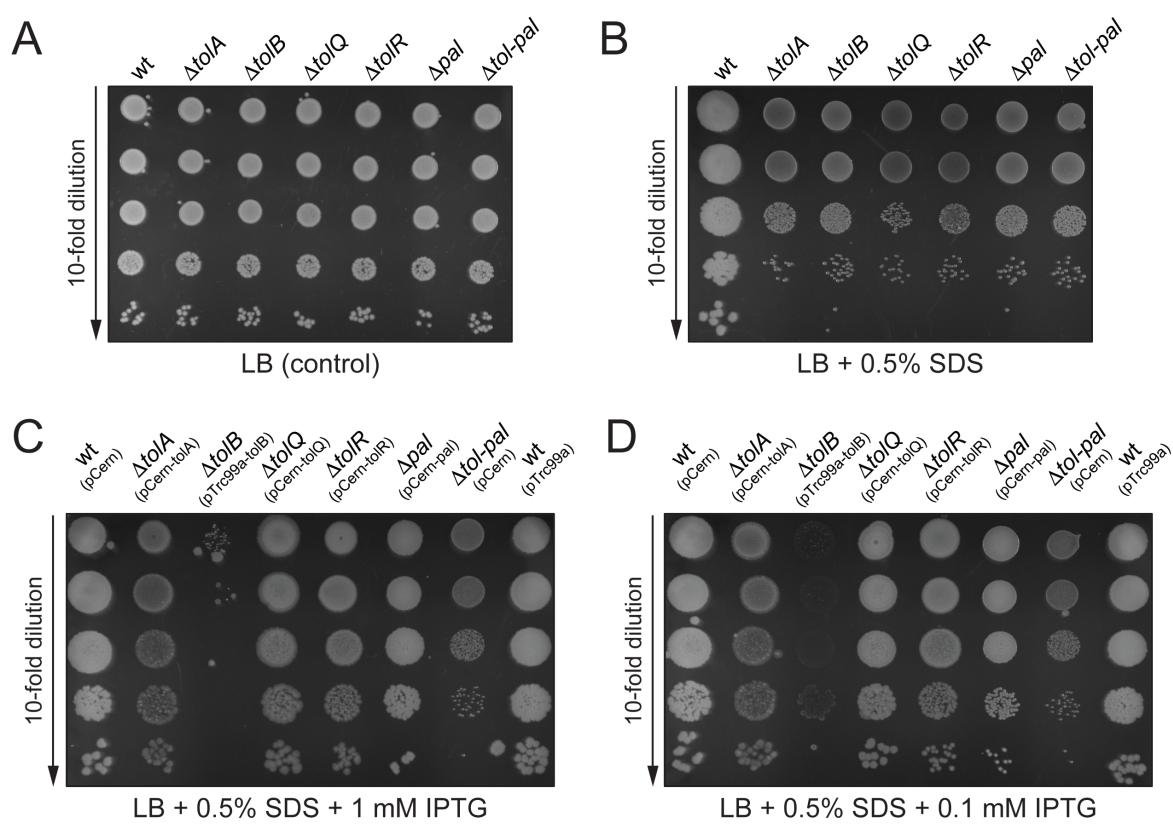 A
wt
ΔtolA
ΔtolB
ΔtolQ
ΔtolR
Δpal
Δtol-pal
10-fold dilution
LB (control)
B
wt
ΔtolA
ΔtolB
ΔtolQ
ΔtolR
Δpal
Δtol-pal
10-fold dilution
LB + 0.5% SDS
C
wt
(pCern)
ΔtolA
(pCern-tolA)
ΔtolB
(pTrc99a-tolB)
ΔtolQ
(pCern-tolQ)
ΔtolR
(pCern-tolR)
Δpal
(pCern-pal)
Δtol-pal
(pCern)
wt
(pTrc99a)
10-fold dilution
LB + 0.5% SDS + 1 mM IPTG
D
wt
(pCern)
ΔtolA
(pCern-tolA)
ΔtolB
(pTrc99a-tolB)
ΔtolQ
(pCern-tolQ)
ΔtolR
(pCern-tolR)
Δpal
(pCern-pal)
Δtol-pal
(pCern)
wt
(pTrc99a)
10-fold dilution
LB + 0.5% SDS + 0.1 mM IPTG